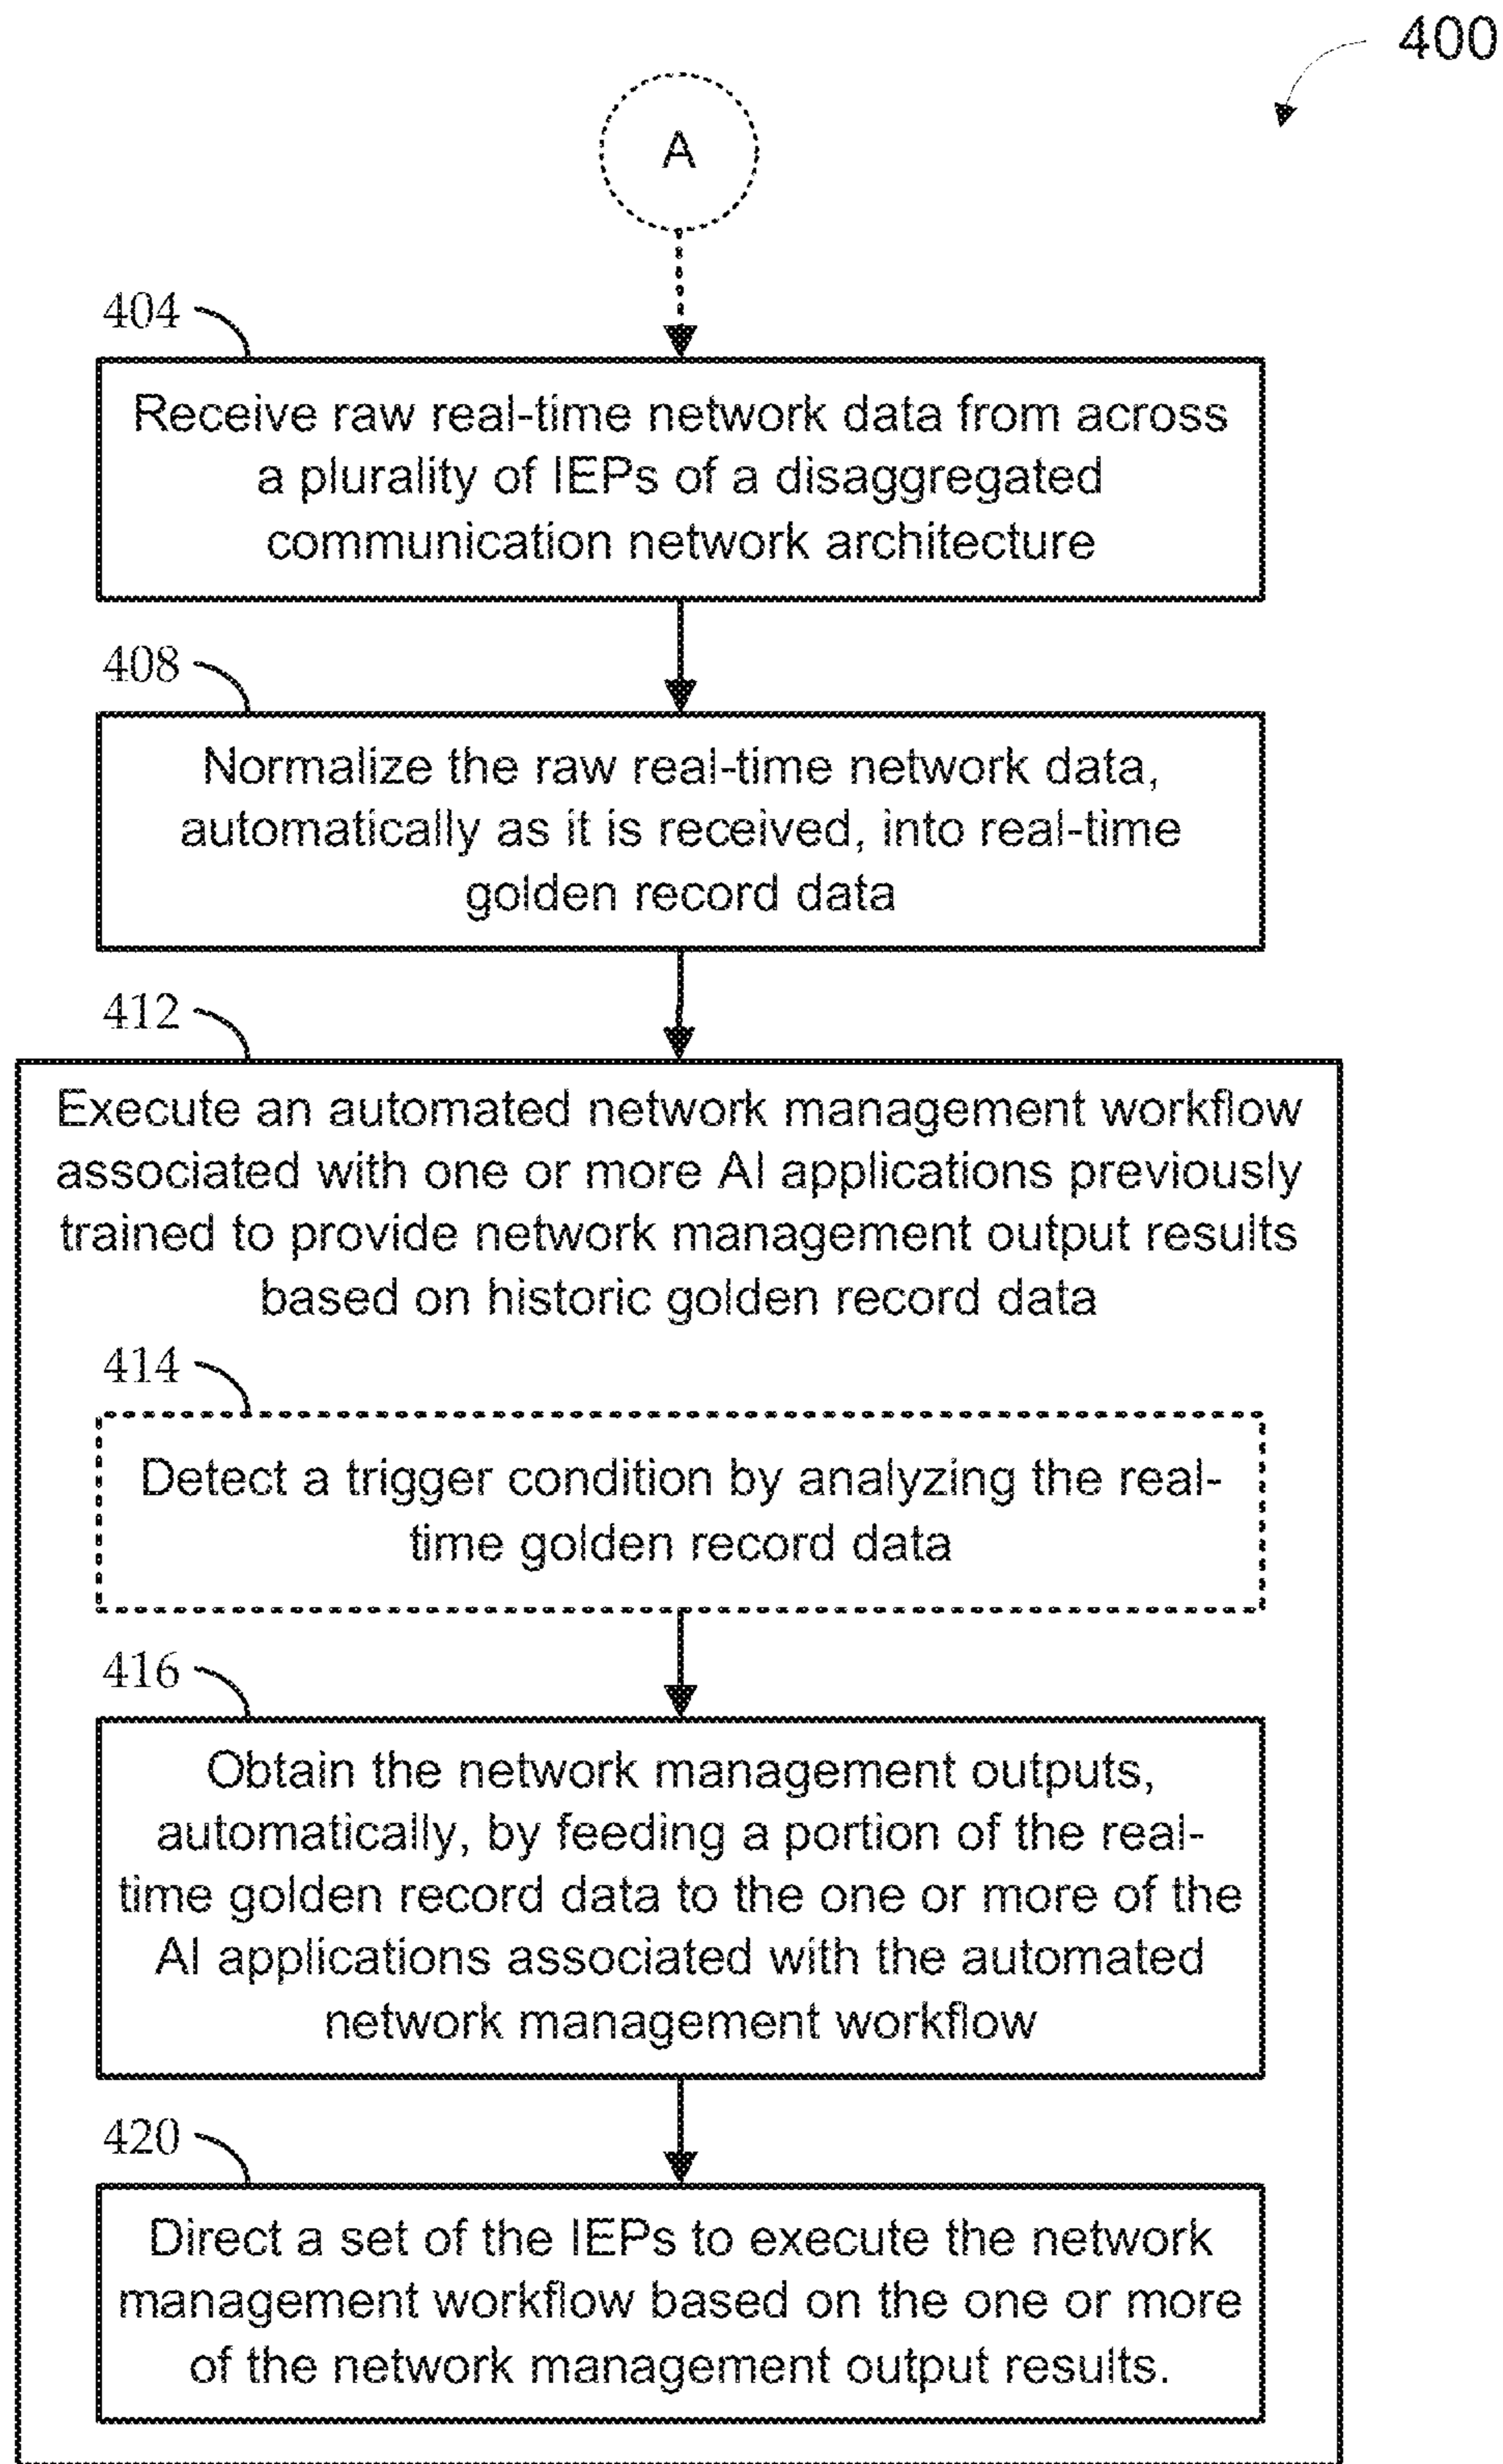 400
A
404
Receive raw real-time network data from across
a plurality of IEPs of a disaggregated
communication network architecture
408
Normalize the raw real-time network data,
automatically as it is received, into real-time
golden record data
412
Execute an automated network management workflow
associated with one or more AI applications previously
trained to provide network management output results
based on historic golden record data
414
Detect a trigger condition by analyzing the real-
time golden record data
416
Obtain the network management outputs,
automatically, by feeding a portion of the real-
time golden record data to the one or more of the
AI applications associated with the automated
network management workflow
420
Direct a set of the IEPs to execute the network
management workflow based on the one or more
of the network management output results.